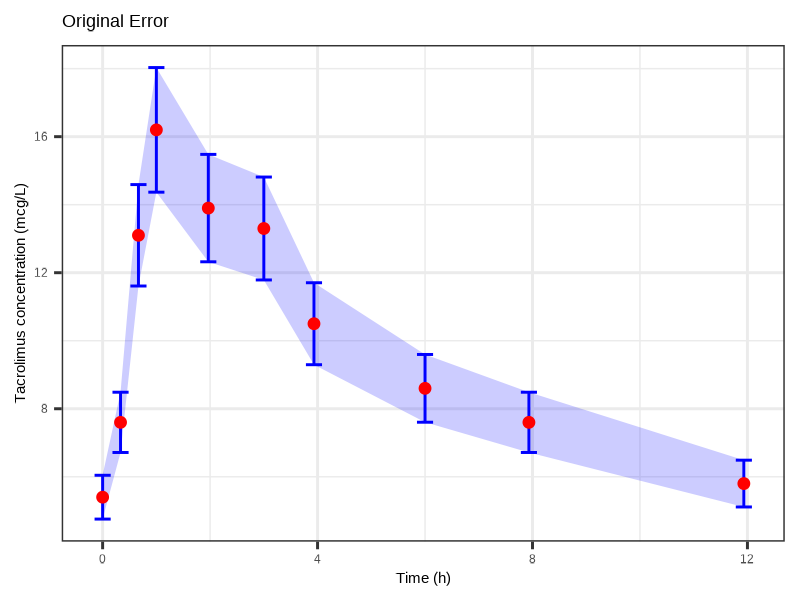 Original Error
Tacrolimus concentration (mcg/L)
16
12
8
0 4 8 12
Time (h)